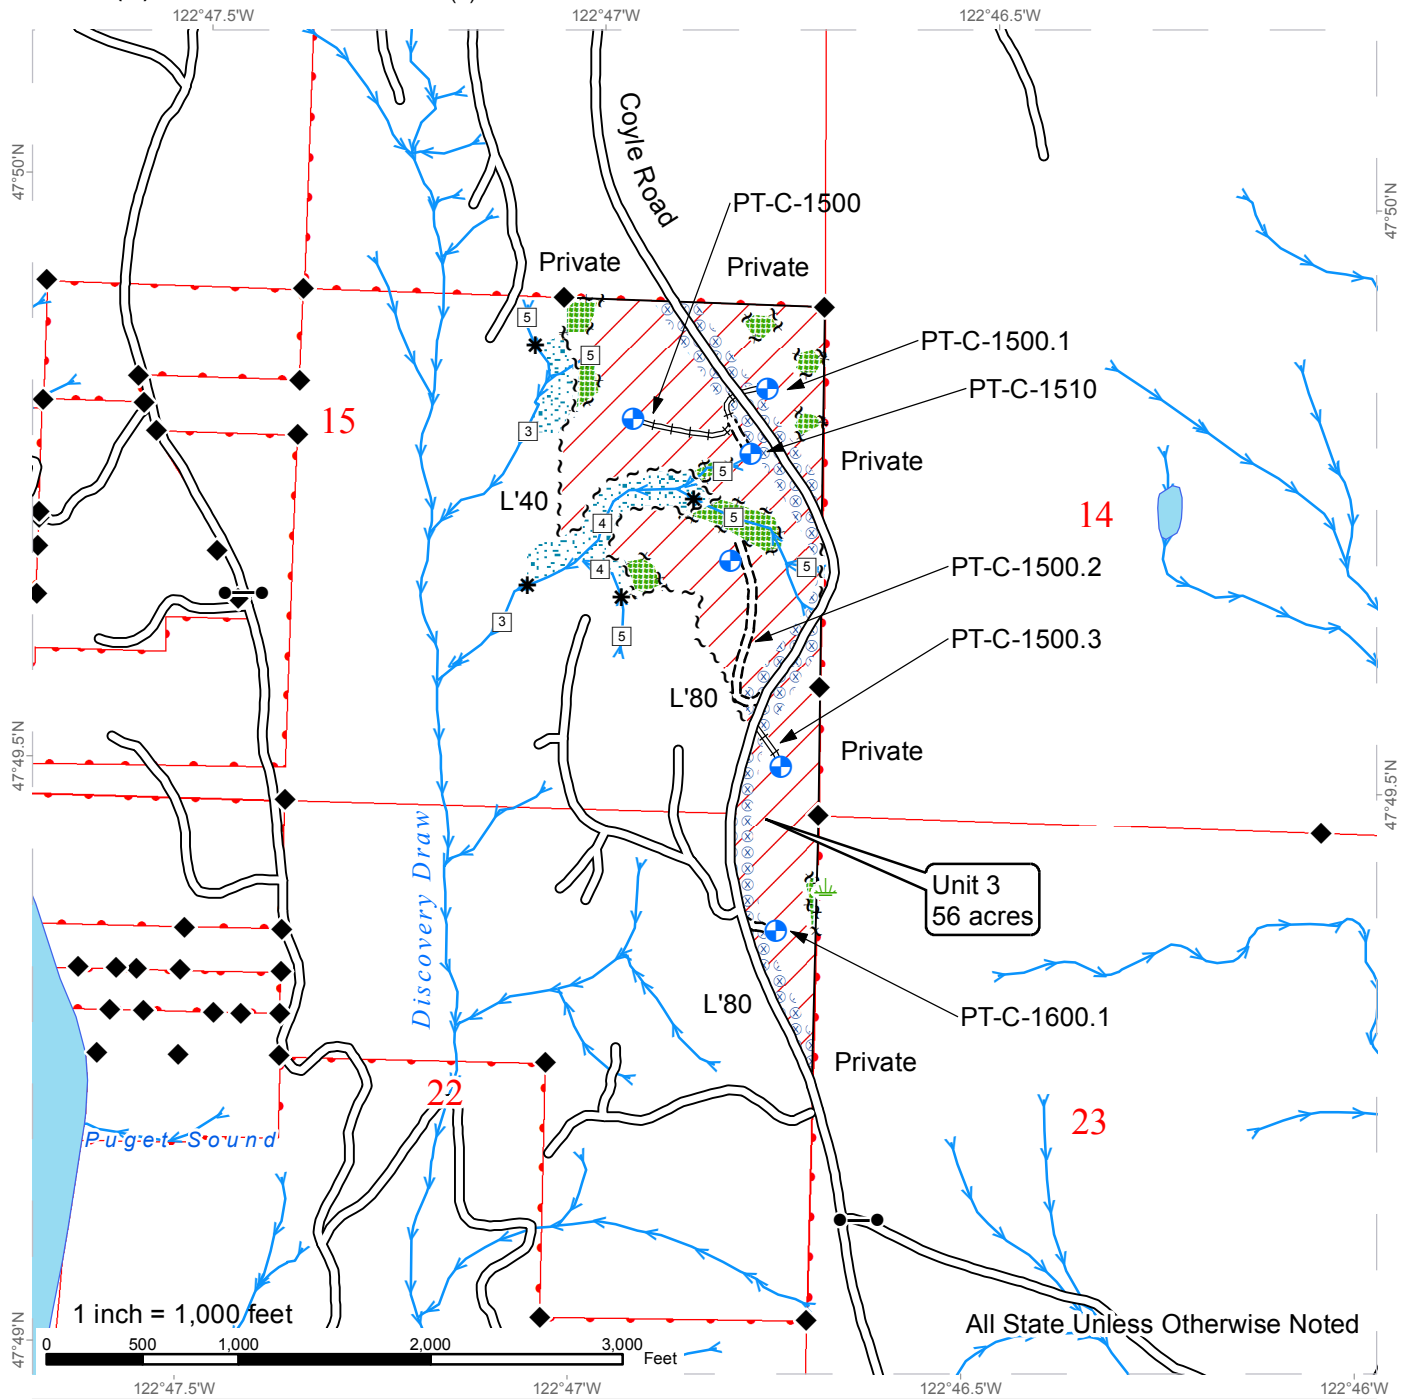 122°47.5'W
122°47'W
122°46.5'W
47°50'N
47°50'N
Coyle Road
PT-C-1500
Private
Private
5
PT-C-1500.1
5
PT-C-1510
15
3
Private
5
L'40
14
5
4
5
4
PT-C-1500.2
3
5
PT-C-1500.3
L'80
Private
47°49.5'N
47°49.5'N
Discovery Draw
Unit 3
56 acres
L'80
PT-C-1600.1
Private
22
23
Puget Sound
1 inch = 1,000 feet
All State Unless Otherwise Noted
0 500 1,000 2,000 3,000
Feet
47°49'N
122°47.5'W
122°47'W
122°46.5'W
122°46'W